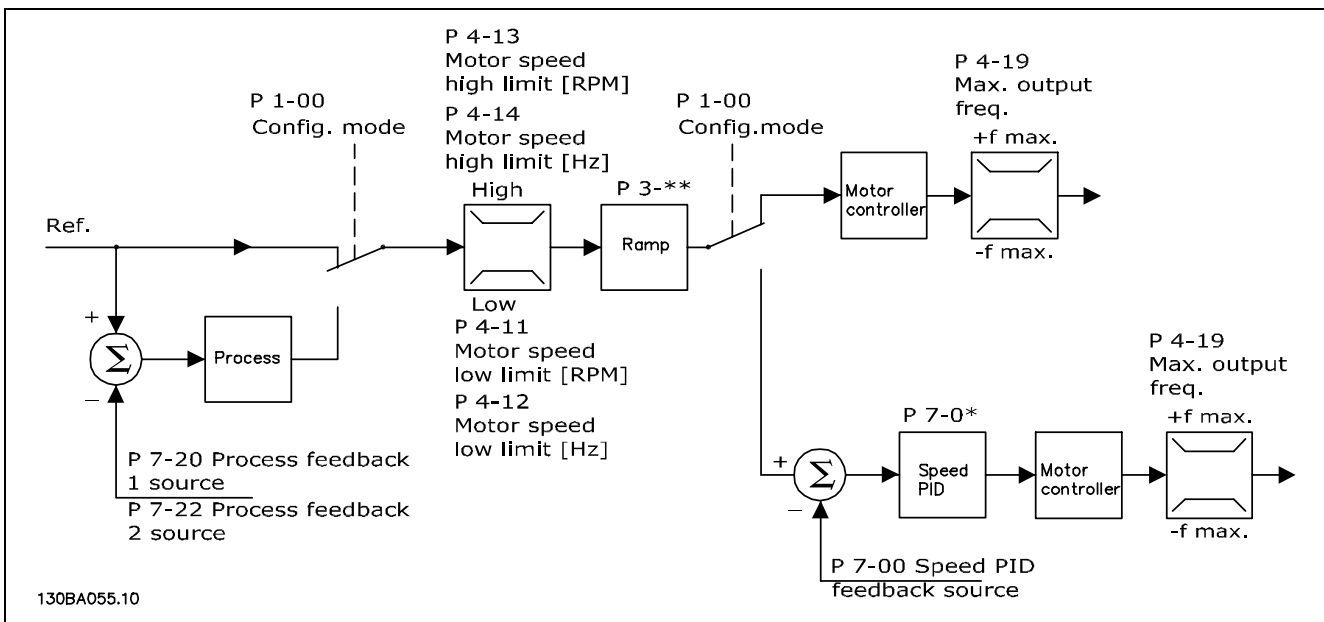 P 4-13
Motor speed
high limit [RPM]
P 4-14
Motor speed
high limit [Hz]
P 1-00
Config. mode
P 1-00
Config.mode
P 4-19
Max. output
freq.
+f max.
-f max.
High
Low
P 3-**
Ramp
Motor
controller
Ref.
+
Σ
−
Process
P 4-11
Motor speed
low limit [RPM]
P 4-12
Motor speed
low limit [Hz]
P 7-20 Process feedback
1 source
P 7-22 Process feedback
2 source
P 7-0*
+
Σ
−
Speed
PID
Motor
controller
P 4-19
Max. output
freq.
+f max.
-f max.
P 7-00 Speed PID
feedback source
130BA055.10